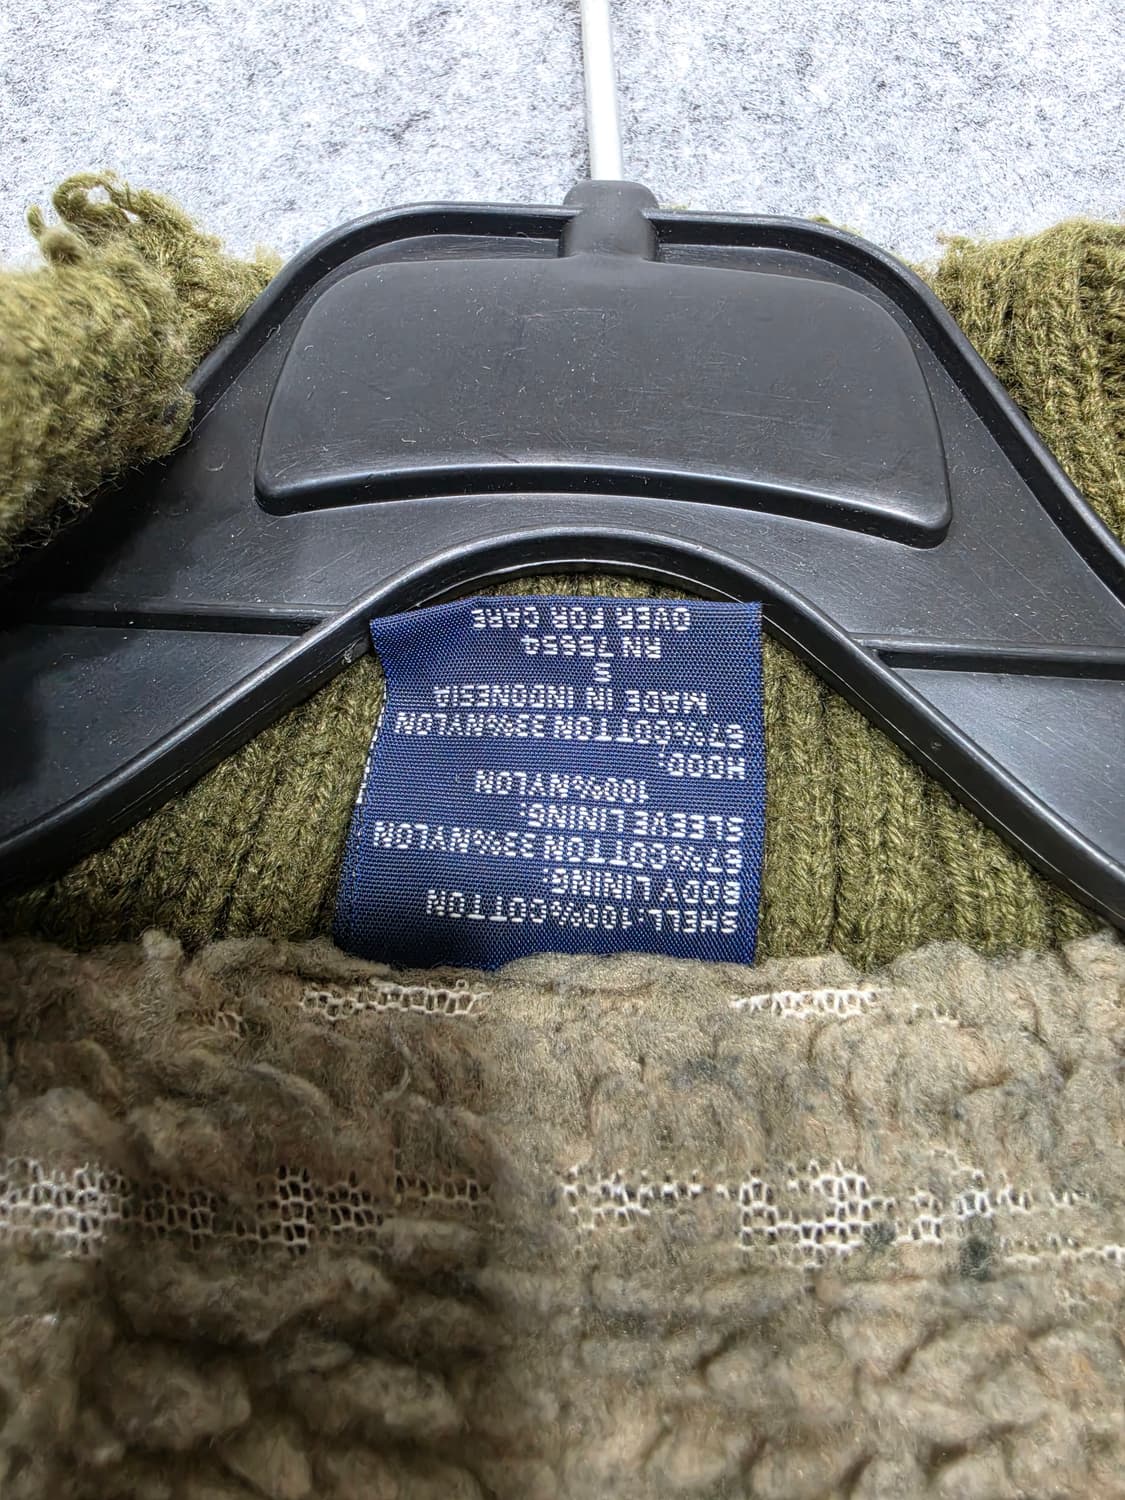 SHELL:100%COTTON
BODY LINING:
67%COTTON 33%NYLON
SLEEVE LINING:
100%NYLON
HOOD:
67%COTTON 33%NYLON
MADE IN INDONESIA
S
RN 75654
OVER FOR CARE